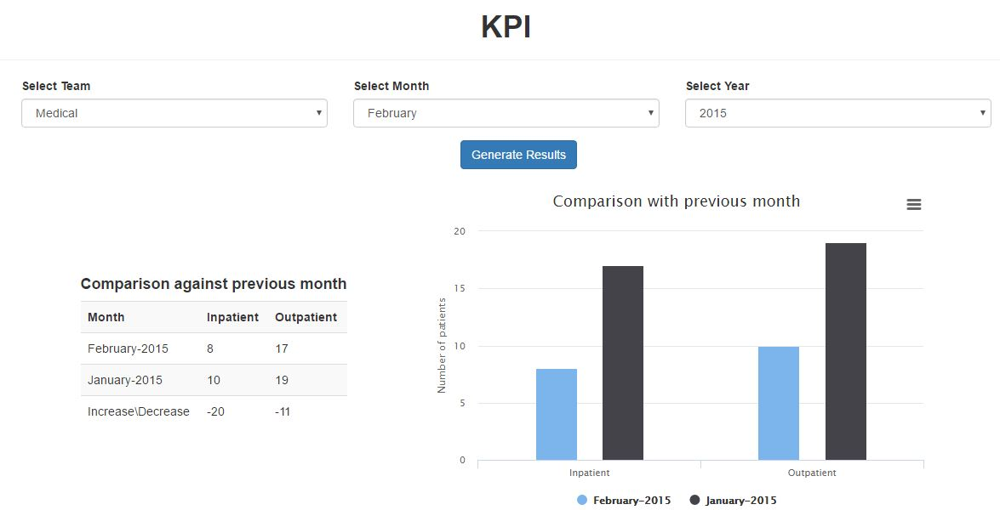 KPI
Select Team Select Month Select Year
Medical February 2015
Generate Results
Comparison against previous month
Month Inpatient Outpatient
February-2015 8 17
January-2015 10 19
Increase\Decrease -20 -11
Comparison with previous month
Number of patients
20
15
10
5
0
Inpatient Outpatient
February-2015 January-2015